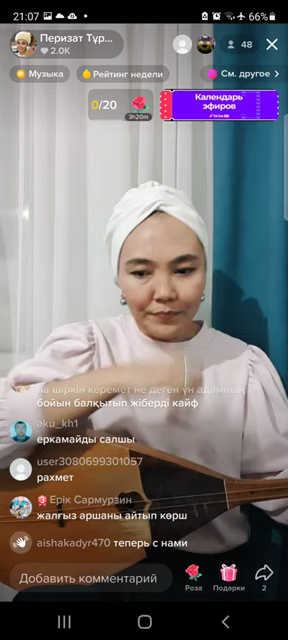 21:07
66%
Перизат Тұр...
2.0K
48
Музыка
Рейтинг недели
См. другое
0/20
3h20m
Календарь
эфиров
па шіркін керемет не деген үн адамның
бойын балқытып жіберді кайф
aku_kh1
еркамайды салшы
user3080699301057
рахмет
Ерік Сармурзин
жалғыз аршаны айтып көрш
aishakadyr470 теперь с нами
Добавить комментарий
Роза
Подарки
2